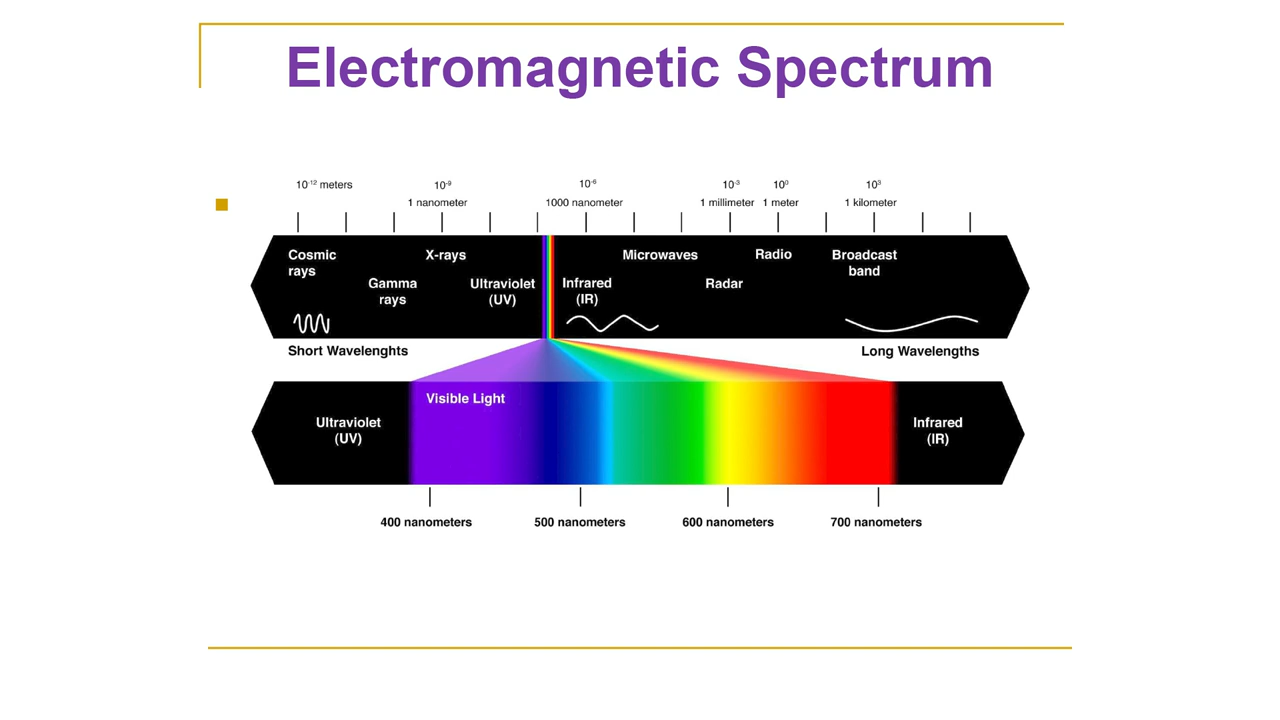 Electromagnetic Spectrum
10⁻¹² meters 10⁻⁹ 10⁻⁶ 10⁻³ 10⁰ 10³
1 nanometer 1000 nanometer 1 millimeter 1 meter 1 kilometer
Cosmic X-rays Microwaves Radio Broadcast
rays band
Gamma Ultraviolet Infrared Radar
rays (UV) (IR)
Short Wavelenghts Long Wavelengths
Visible Light
Ultraviolet Infrared
(UV) (IR)
400 nanometers 500 nanometers 600 nanometers 700 nanometers